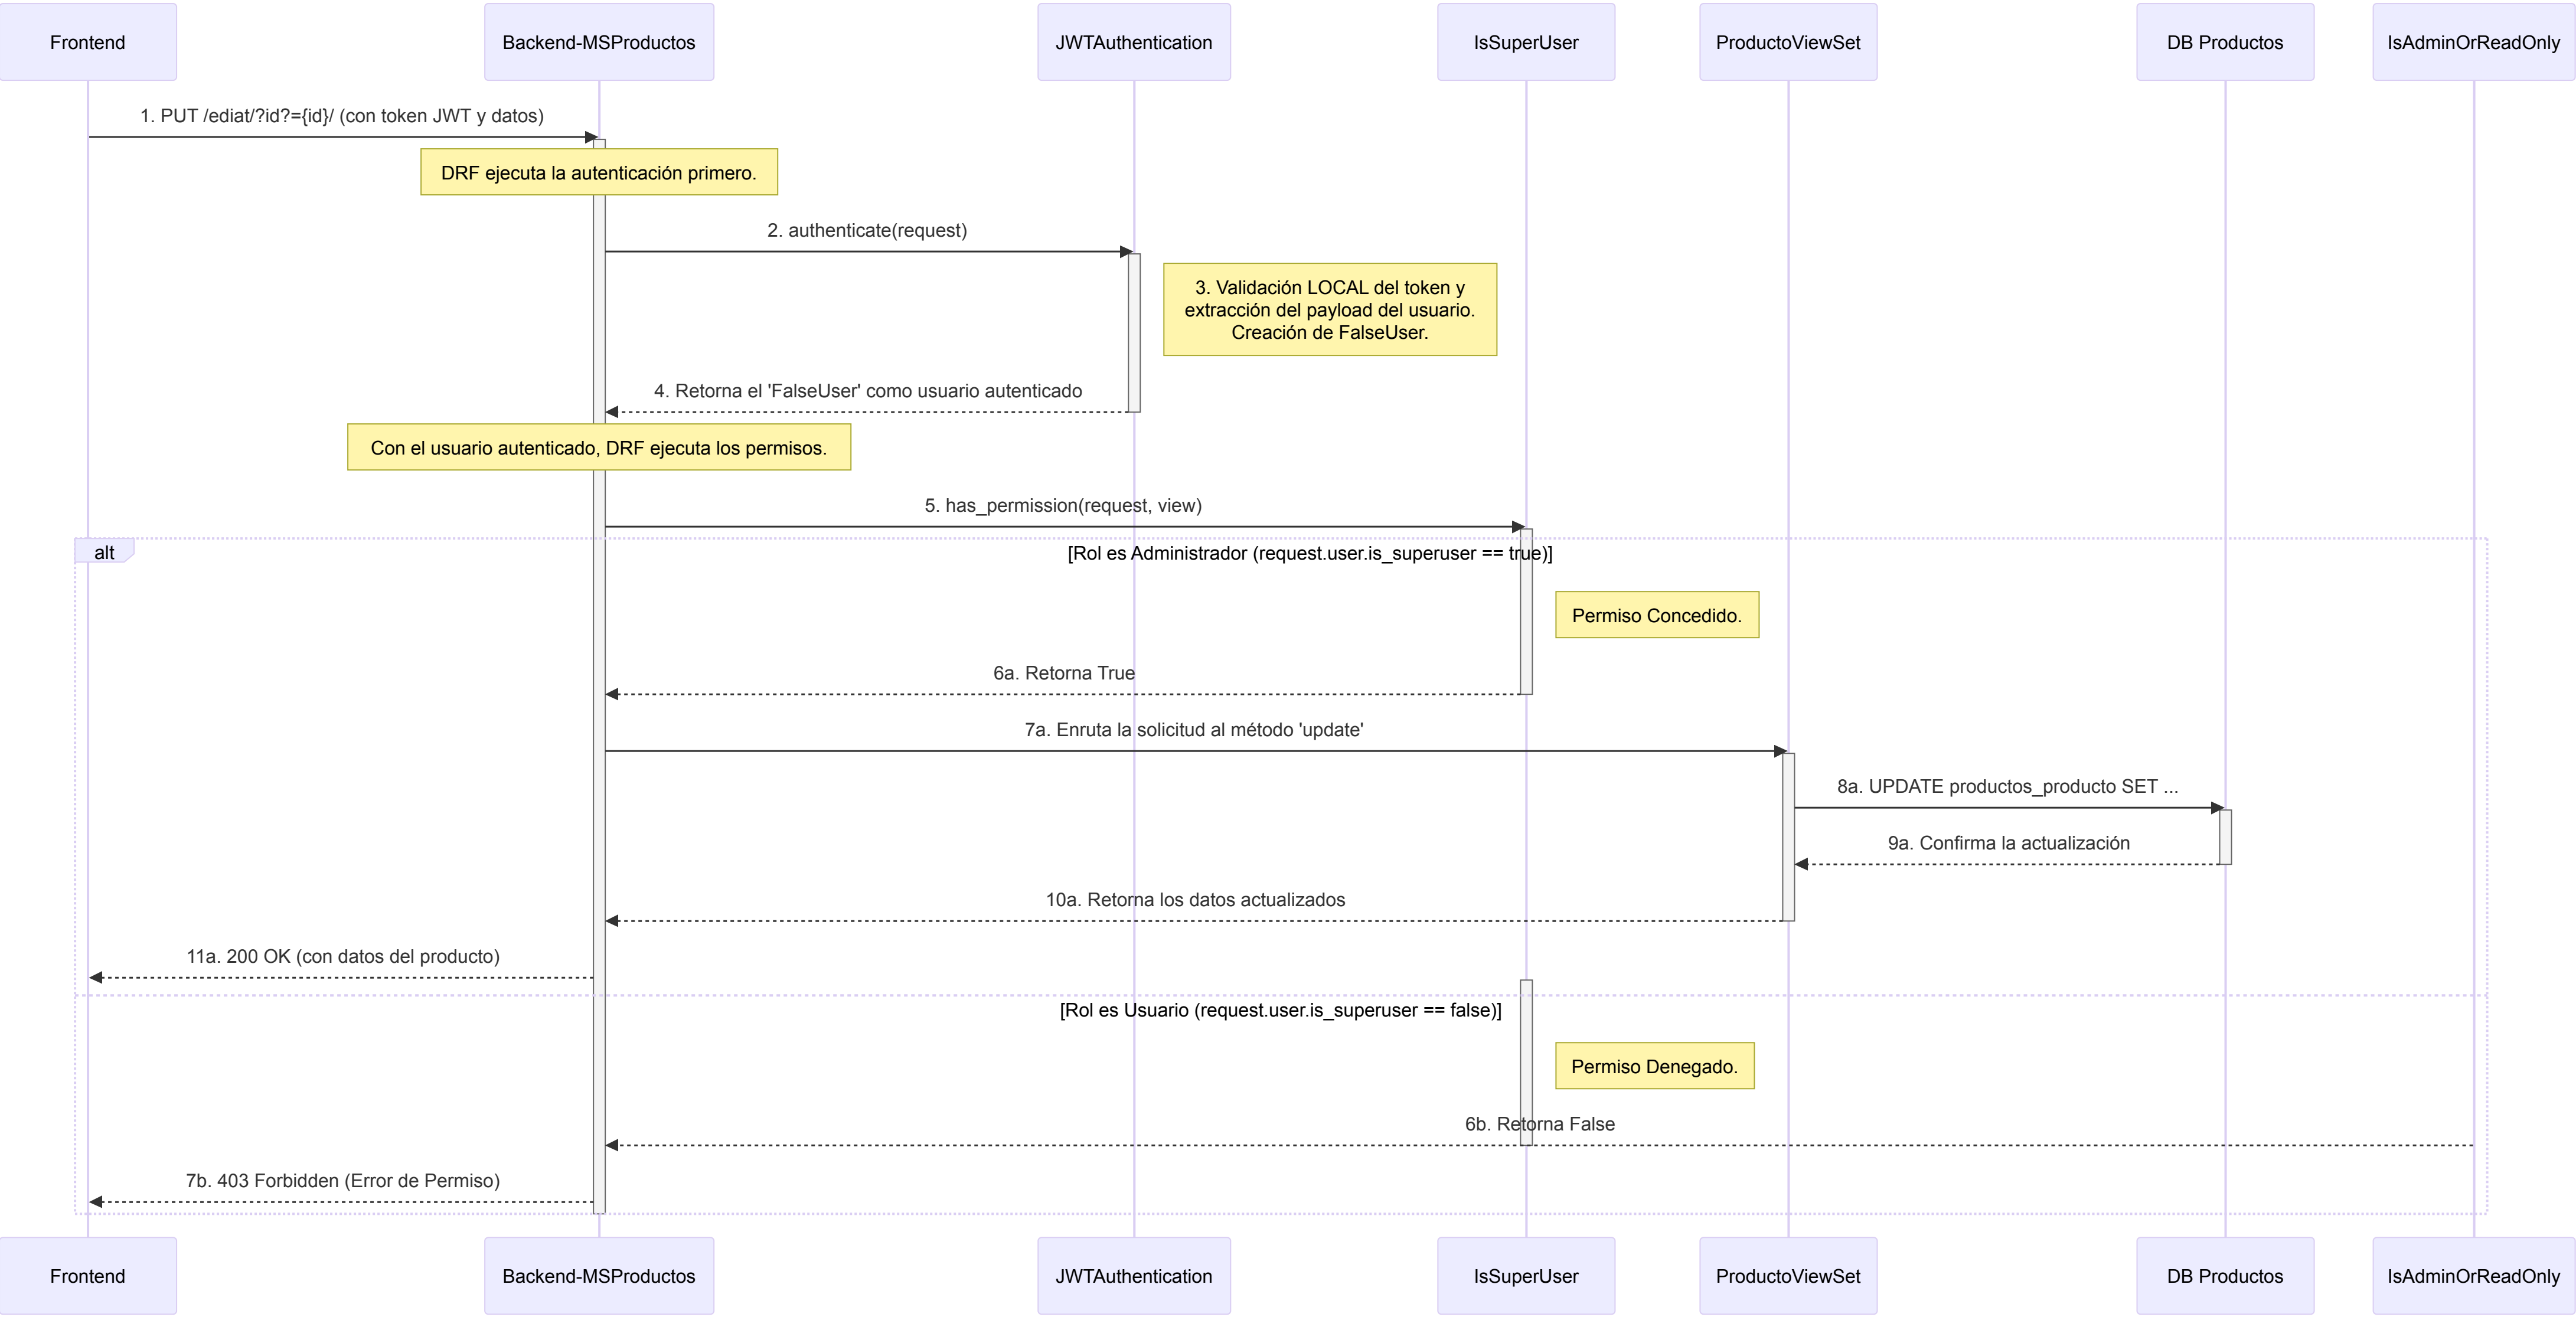 Frontend
Backend-MSProductos
JWTAuthentication
IsSuperUser
ProductoViewSet
DB Productos
IsAdminOrReadOnly
1. PUT /ediat/?id?={id}/ (con token JWT y datos)
DRF ejecuta la autenticación primero.
2. authenticate(request)
3. Validación LOCAL del token y
extracción del payload del usuario.
Creación de FalseUser.
4. Retorna el 'FalseUser' como usuario autenticado
Con el usuario autenticado, DRF ejecuta los permisos.
5. has_permission(request, view)
alt
[Rol es Administrador (request.user.is_superuser == true)]
Permiso Concedido.
6a. Retorna True
7a. Enruta la solicitud al método 'update'
8a. UPDATE productos_producto SET ...
9a. Confirma la actualización
10a. Retorna los datos actualizados
11a. 200 OK (con datos del producto)
[Rol es Usuario (request.user.is_superuser == false)]
Permiso Denegado.
6b. Retorna False
7b. 403 Forbidden (Error de Permiso)
Frontend
Backend-MSProductos
JWTAuthentication
IsSuperUser
ProductoViewSet
DB Productos
IsAdminOrReadOnly